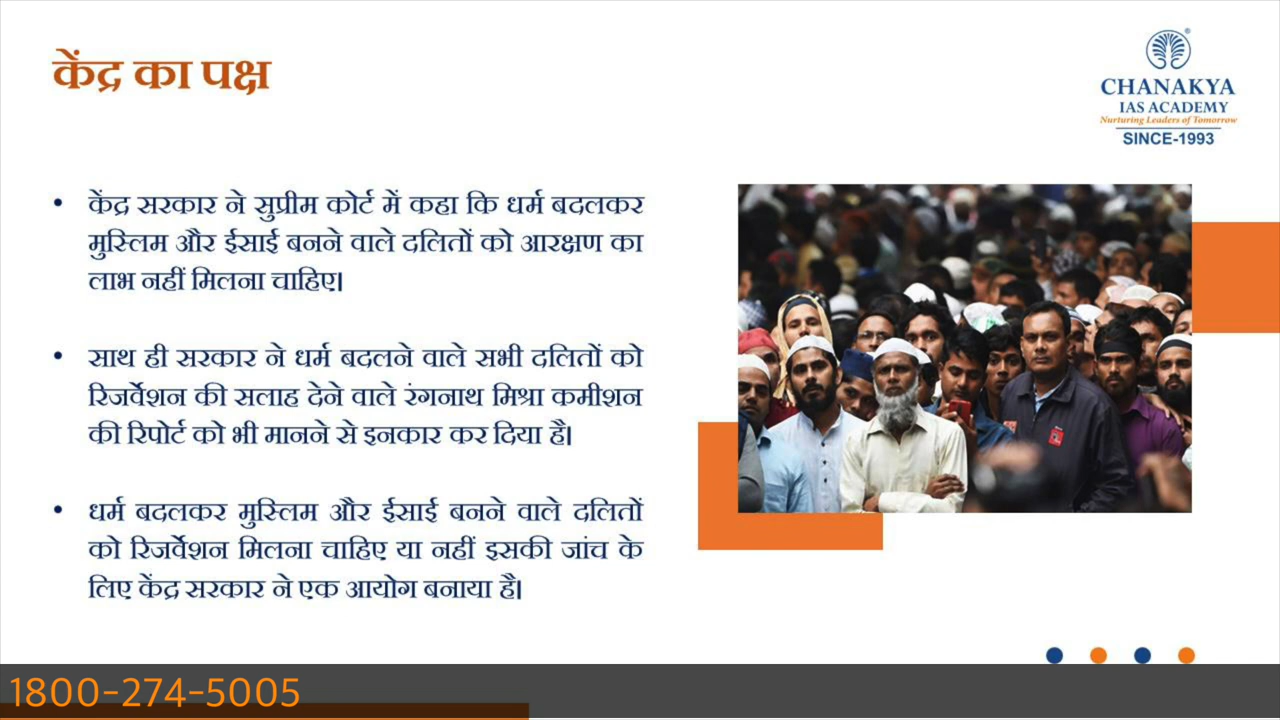 केंद्र का पक्ष
CHANAKYA
IAS ACADEMY
Nurturing Leaders of Tomorrow
SINCE-1993
• केंद्र सरकार ने सुप्रीम कोर्ट में कहा कि धर्म बदलकर
मुस्लिम और ईसाई बनने वाले दलितों को आरक्षण का
लाभ नहीं मिलना चाहिए।
• साथ ही सरकार ने धर्म बदलने वाले सभी दलितों को
रिजर्वेशन की सलाह देने वाले रंगनाथ मिश्रा कमीशन
की रिपोर्ट को भी मानने से इनकार कर दिया है।
• धर्म बदलकर मुस्लिम और ईसाई बनने वाले दलितों
को रिजर्वेशन मिलना चाहिए या नहीं इसकी जांच के
लिए केंद्र सरकार ने एक आयोग बनाया है।
1800-274-5005